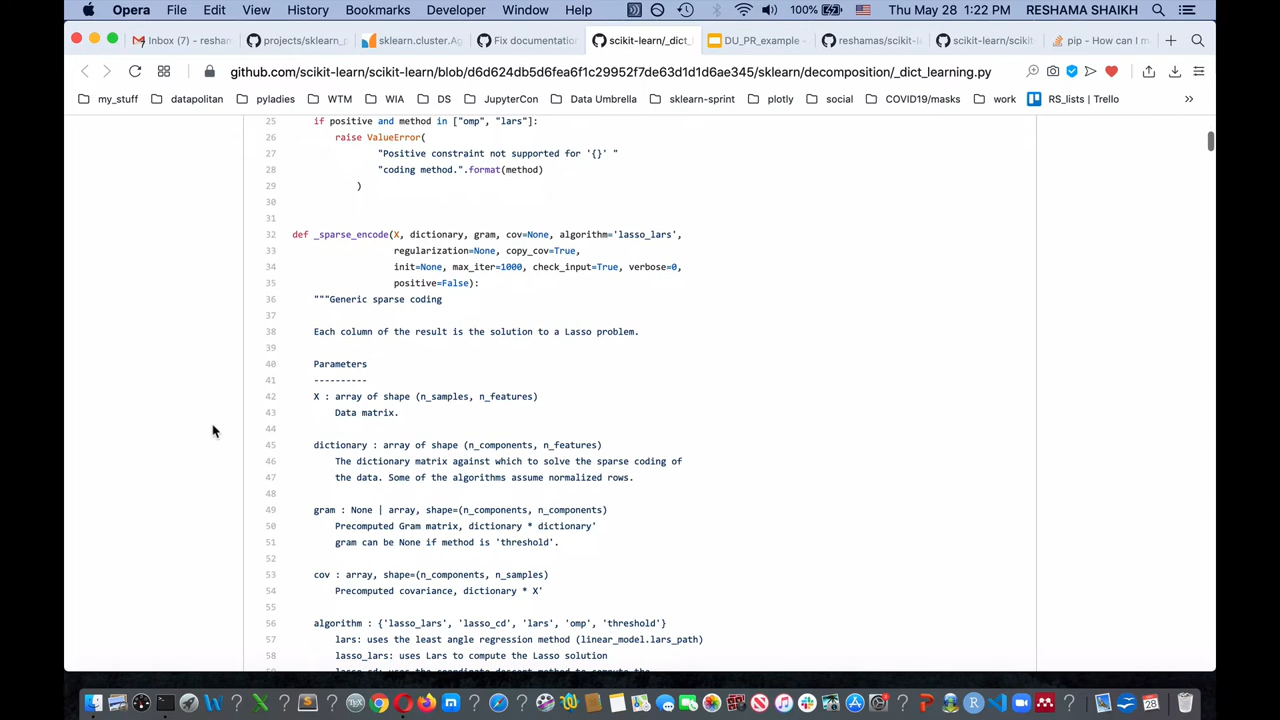 Opera File Edit View History Bookmarks Developer Window Help 100% Thu May 28 1:22 PM RESHAMA SHAIKH
Inbox (7) - resham projects/sklearn_p sklearn.cluster.Ag Fix documentation scikit-learn/_dict_ DU_PR_example - reshamas/scikit-l scikit-learn/scikit pip - How can I m
github.com/scikit-learn/scikit-learn/blob/d6d624db5d6fea6f1c29952f7de63d1d1d6ae345/sklearn/decomposition/_dict_learning.py
my_stuff datapolitan pyladies WTM WIA DS JupyterCon Data Umbrella sklearn-sprint plotly social COVID19/masks work RS_lists | Trello »
25 if positive and method in ["omp", "lars"]:
26 raise ValueError(
27 "Positive constraint not supported for '{}' "
28 "coding method.".format(method)
29 )
30
31
32 def _sparse_encode(X, dictionary, gram, cov=None, algorithm='lasso_lars',
33 regularization=None, copy_cov=True,
34 init=None, max_iter=1000, check_input=True, verbose=0,
35 positive=False):
36 """Generic sparse coding
37
38 Each column of the result is the solution to a Lasso problem.
39
40 Parameters
41 ----------
42 X : array of shape (n_samples, n_features)
43 Data matrix.
44
45 dictionary : array of shape (n_components, n_features)
46 The dictionary matrix against which to solve the sparse coding of
47 the data. Some of the algorithms assume normalized rows.
48
49 gram : None | array, shape=(n_components, n_components)
50 Precomputed Gram matrix, dictionary * dictionary'
51 gram can be None if method is 'threshold'.
52
53 cov : array, shape=(n_components, n_samples)
54 Precomputed covariance, dictionary * X'
55
56 algorithm : {'lasso_lars', 'lasso_cd', 'lars', 'omp', 'threshold'}
57 lars: uses the least angle regression method (linear_model.lars_path)
58 lasso_lars: uses Lars to compute the Lasso solution